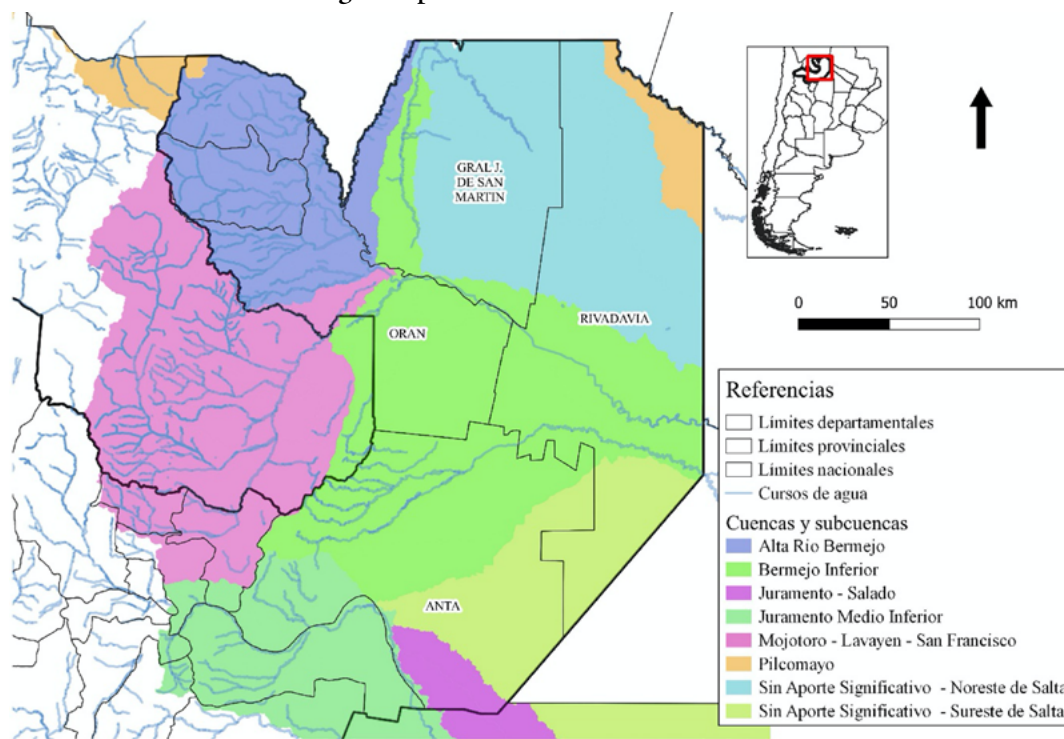 GRAL J.
DE SAN
MARTIN
RIVADAVIA
ORAN
ANTA
0 50 100 km
Referencias
Límites departamentales
Límites provinciales
Límites nacionales
Cursos de agua
Cuencas y subcuencas
Alta Río Bermejo
Bermejo Inferior
Juramento - Salado
Juramento Medio Inferior
Mojotoro - Lavayen - San Francisco
Pilcomayo
Sin Aporte Significativo - Noreste de Salta
Sin Aporte Significativo - Sureste de Salta